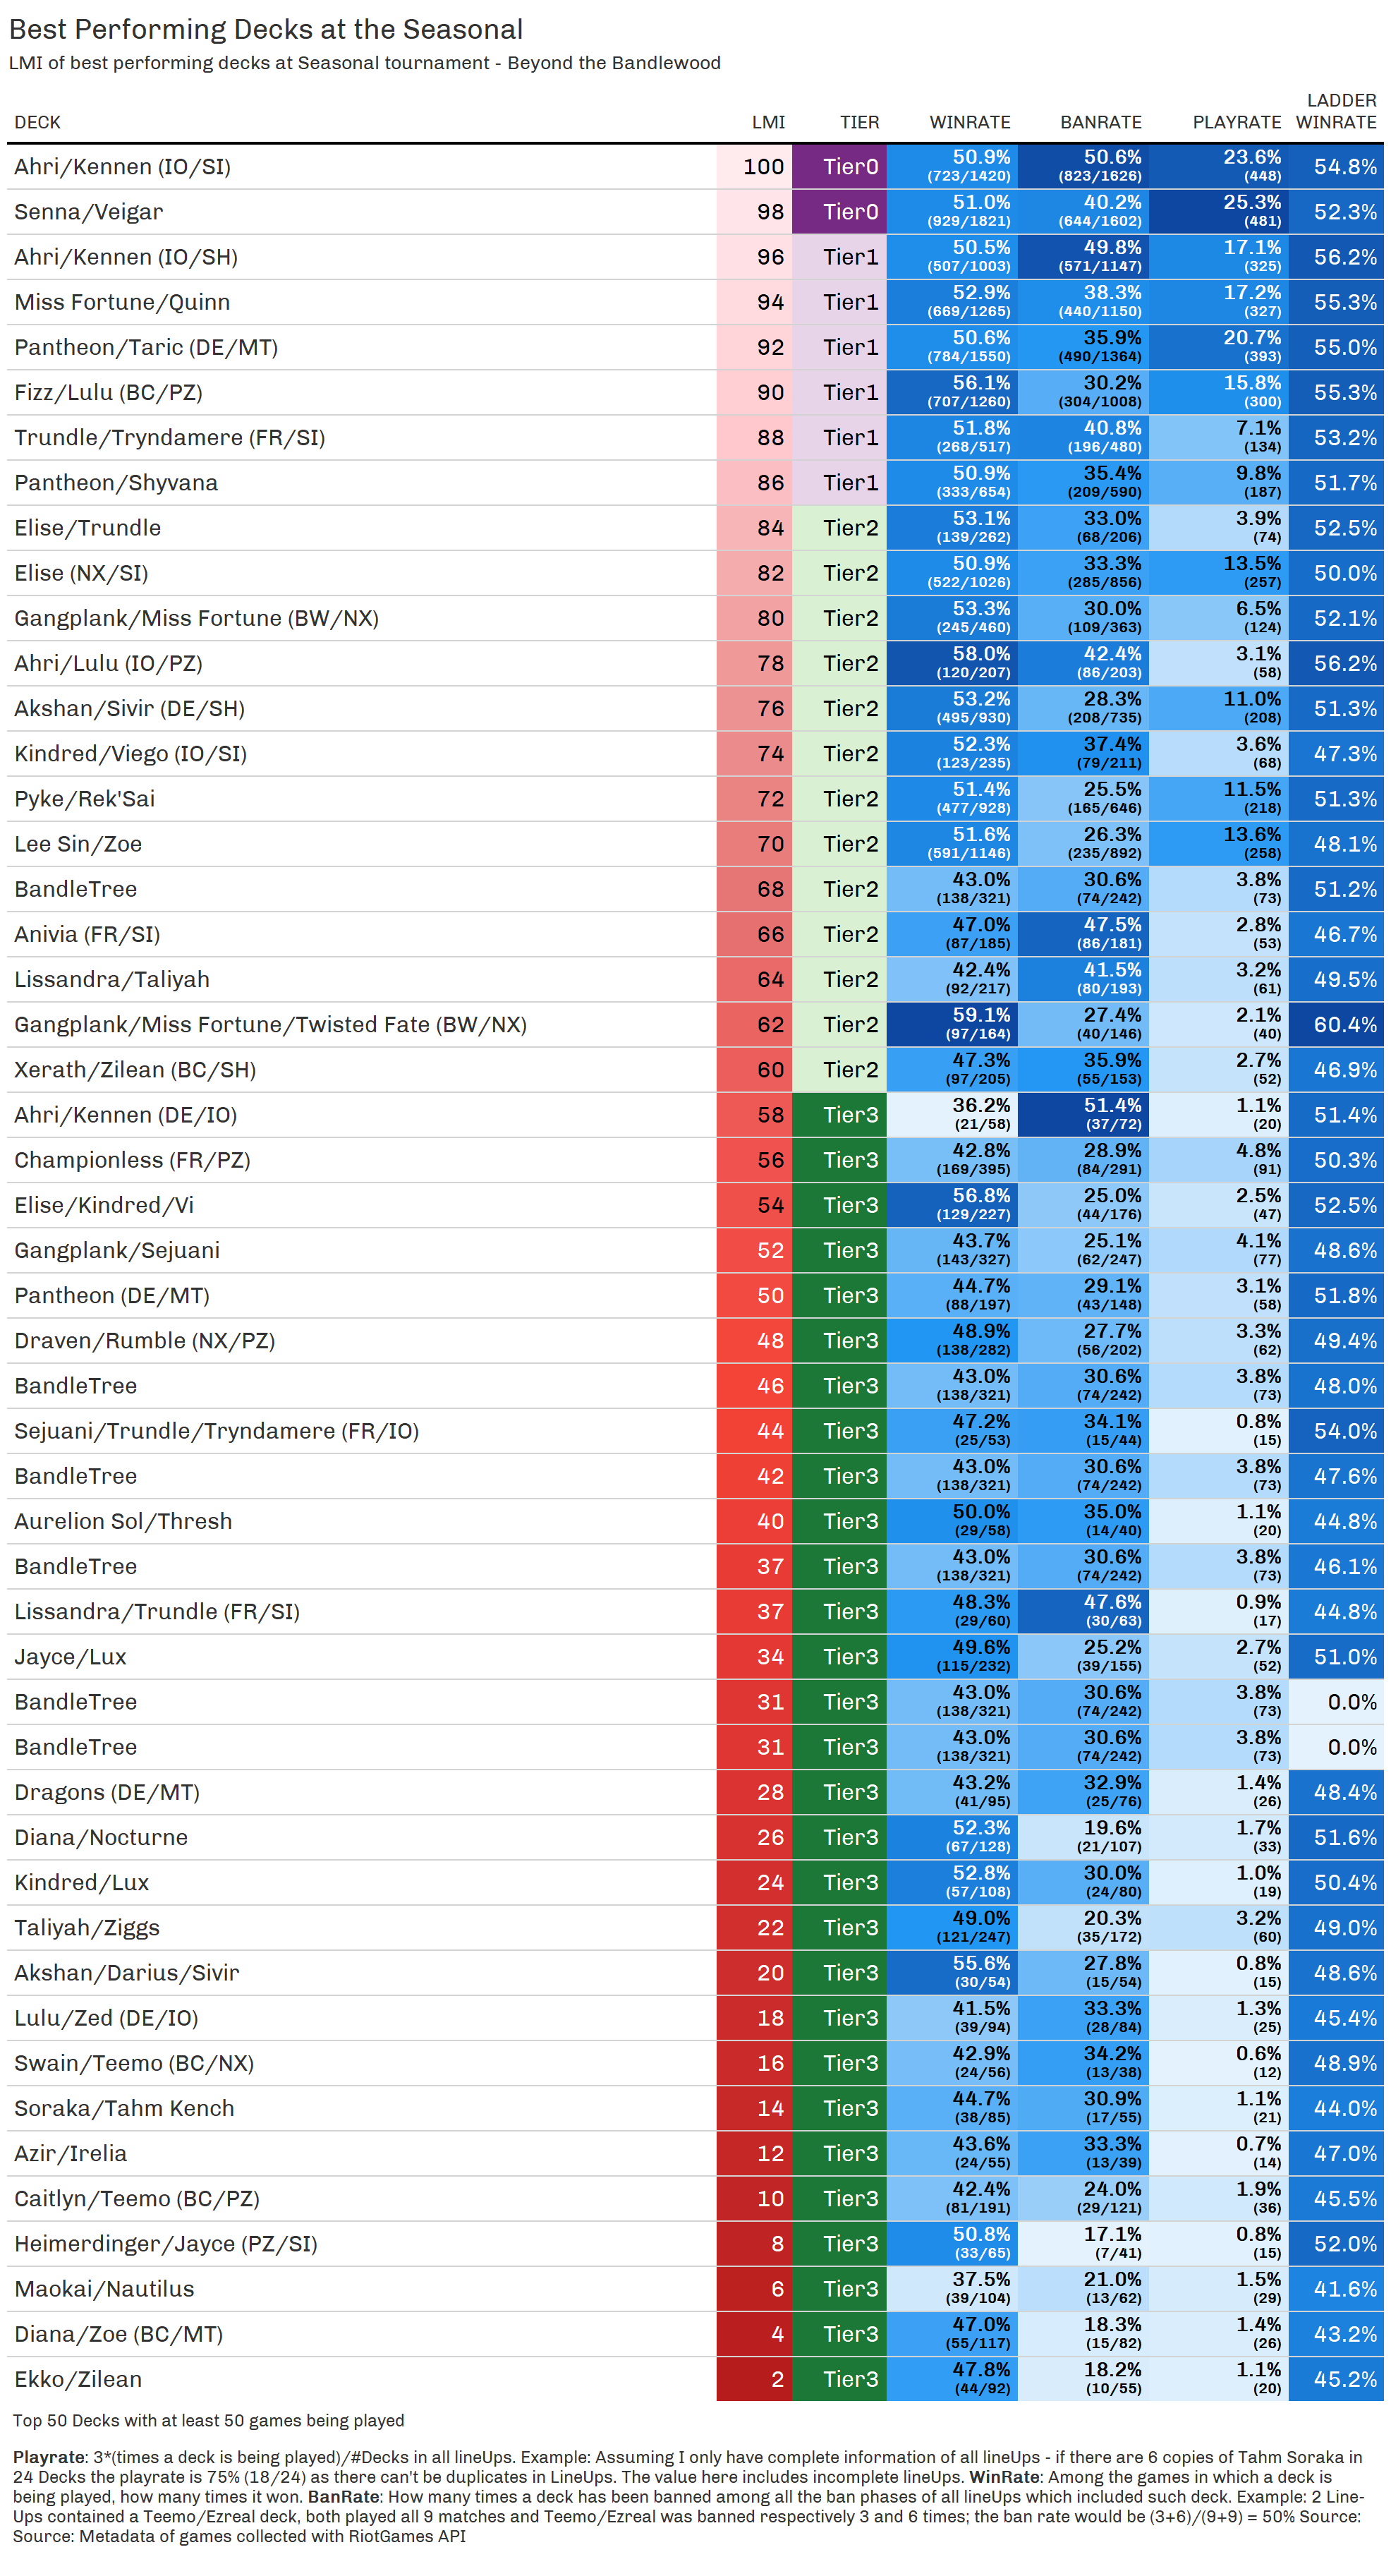 Best Performing Decks at the Seasonal
LMI of best performing decks at Seasonal tournament - Beyond the Bandlewood
DECK LMI TIER WINRATE BANRATE PLAYRATE LADDER WINRATE
Ahri/Kennen (IO/SI) 100 Tier0 50.9% (723/1420) 50.6% (823/1626) 23.6% (448) 54.8%
Senna/Veigar 98 Tier0 51.0% (929/1821) 40.2% (644/1602) 25.3% (481) 52.3%
Ahri/Kennen (IO/SH) 96 Tier1 50.5% (507/1003) 49.8% (571/1147) 17.1% (325) 56.2%
Miss Fortune/Quinn 94 Tier1 52.9% (669/1265) 38.3% (440/1150) 17.2% (327) 55.3%
Pantheon/Taric (DE/MT) 92 Tier1 50.6% (784/1550) 35.9% (490/1364) 20.7% (393) 55.0%
Fizz/Lulu (BC/PZ) 90 Tier1 56.1% (707/1260) 30.2% (304/1008) 15.8% (300) 55.3%
Trundle/Tryndamere (FR/SI) 88 Tier1 51.8% (268/517) 40.8% (196/480) 7.1% (134) 53.2%
Pantheon/Shyvana 86 Tier1 50.9% (333/654) 35.4% (209/590) 9.8% (187) 51.7%
Elise/Trundle 84 Tier2 53.1% (139/262) 33.0% (68/206) 3.9% (74) 52.5%
Elise (NX/SI) 82 Tier2 50.9% (522/1026) 33.3% (285/856) 13.5% (257) 50.0%
Gangplank/Miss Fortune (BW/NX) 80 Tier2 53.3% (245/460) 30.0% (109/363) 6.5% (124) 52.1%
Ahri/Lulu (IO/PZ) 78 Tier2 58.0% (120/207) 42.4% (86/203) 3.1% (58) 56.2%
Akshan/Sivir (DE/SH) 76 Tier2 53.2% (495/930) 28.3% (208/735) 11.0% (208) 51.3%
Kindred/Viego (IO/SI) 74 Tier2 52.3% (123/235) 37.4% (79/211) 3.6% (68) 47.3%
Pyke/Rek'Sai 72 Tier2 51.4% (477/928) 25.5% (165/646) 11.5% (218) 51.3%
Lee Sin/Zoe 70 Tier2 51.6% (591/1146) 26.3% (235/892) 13.6% (258) 48.1%
BandleTree 68 Tier2 43.0% (138/321) 30.6% (74/242) 3.8% (73) 51.2%
Anivia (FR/SI) 66 Tier2 47.0% (87/185) 47.5% (86/181) 2.8% (53) 46.7%
Lissandra/Taliyah 64 Tier2 42.4% (92/217) 41.5% (80/193) 3.2% (61) 49.5%
Gangplank/Miss Fortune/Twisted Fate (BW/NX) 62 Tier2 59.1% (97/164) 27.4% (40/146) 2.1% (40) 60.4%
Xerath/Zilean (BC/SH) 60 Tier2 47.3% (97/205) 35.9% (55/153) 2.7% (52) 46.9%
Ahri/Kennen (DE/IO) 58 Tier3 36.2% (21/58) 51.4% (37/72) 1.1% (20) 51.4%
Championless (FR/PZ) 56 Tier3 42.8% (169/395) 28.9% (84/291) 4.8% (91) 50.3%
Elise/Kindred/Vi 54 Tier3 56.8% (129/227) 25.0% (44/176) 2.5% (47) 52.5%
Gangplank/Sejuani 52 Tier3 43.7% (143/327) 25.1% (62/247) 4.1% (77) 48.6%
Pantheon (DE/MT) 50 Tier3 44.7% (88/197) 29.1% (43/148) 3.1% (58) 51.8%
Draven/Rumble (NX/PZ) 48 Tier3 48.9% (138/282) 27.7% (56/202) 3.3% (62) 49.4%
BandleTree 46 Tier3 43.0% (138/321) 30.6% (74/242) 3.8% (73) 48.0%
Sejuani/Trundle/Tryndamere (FR/IO) 44 Tier3 47.2% (25/53) 34.1% (15/44) 0.8% (15) 54.0%
BandleTree 42 Tier3 43.0% (138/321) 30.6% (74/242) 3.8% (73) 47.6%
Aurelion Sol/Thresh 40 Tier3 50.0% (29/58) 35.0% (14/40) 1.1% (20) 44.8%
BandleTree 37 Tier3 43.0% (138/321) 30.6% (74/242) 3.8% (73) 46.1%
Lissandra/Trundle (FR/SI) 37 Tier3 48.3% (29/60) 47.6% (30/63) 0.9% (17) 44.8%
Jayce/Lux 34 Tier3 49.6% (115/232) 25.2% (39/155) 2.7% (52) 51.0%
BandleTree 31 Tier3 43.0% (138/321) 30.6% (74/242) 3.8% (73) 0.0%
BandleTree 31 Tier3 43.0% (138/321) 30.6% (74/242) 3.8% (73) 0.0%
Dragons (DE/MT) 28 Tier3 43.2% (41/95) 32.9% (25/76) 1.4% (26) 48.4%
Diana/Nocturne 26 Tier3 52.3% (67/128) 19.6% (21/107) 1.7% (33) 51.6%
Kindred/Lux 24 Tier3 52.8% (57/108) 30.0% (24/80) 1.0% (19) 50.4%
Taliyah/Ziggs 22 Tier3 49.0% (121/247) 20.3% (35/172) 3.2% (60) 49.0%
Akshan/Darius/Sivir 20 Tier3 55.6% (30/54) 27.8% (15/54) 0.8% (15) 48.6%
Lulu/Zed (DE/IO) 18 Tier3 41.5% (39/94) 33.3% (28/84) 1.3% (25) 45.4%
Swain/Teemo (BC/NX) 16 Tier3 42.9% (24/56) 34.2% (13/38) 0.6% (12) 48.9%
Soraka/Tahm Kench 14 Tier3 44.7% (38/85) 30.9% (17/55) 1.1% (21) 44.0%
Azir/Irelia 12 Tier3 43.6% (24/55) 33.3% (13/39) 0.7% (14) 47.0%
Caitlyn/Teemo (BC/PZ) 10 Tier3 42.4% (81/191) 24.0% (29/121) 1.9% (36) 45.5%
Heimerdinger/Jayce (PZ/SI) 8 Tier3 50.8% (33/65) 17.1% (7/41) 0.8% (15) 52.0%
Maokai/Nautilus 6 Tier3 37.5% (39/104) 21.0% (13/62) 1.5% (29) 41.6%
Diana/Zoe (BC/MT) 4 Tier3 47.0% (55/117) 18.3% (15/82) 1.4% (26) 43.2%
Ekko/Zilean 2 Tier3 47.8% (44/92) 18.2% (10/55) 1.1% (20) 45.2%
Top 50 Decks with at least 50 games being played
Playrate: 3*(times a deck is being played)/#Decks in all lineUps. Example: Assuming I only have complete information of all lineUps - if there are 6 copies of Tahm Soraka in
24 Decks the playrate is 75% (18/24) as there can't be duplicates in LineUps. The value here includes incomplete lineUps. WinRate: Among the games in which a deck is
being played, how many times it won. BanRate: How many times a deck has been banned among all the ban phases of all lineUps which included such deck. Example: 2 Line-
Ups contained a Teemo/Ezreal deck, both played all 9 matches and Teemo/Ezreal was banned respectively 3 and 6 times; the ban rate would be (3+6)/(9+9) = 50% Source:
Source: Metadata of games collected with RiotGames API